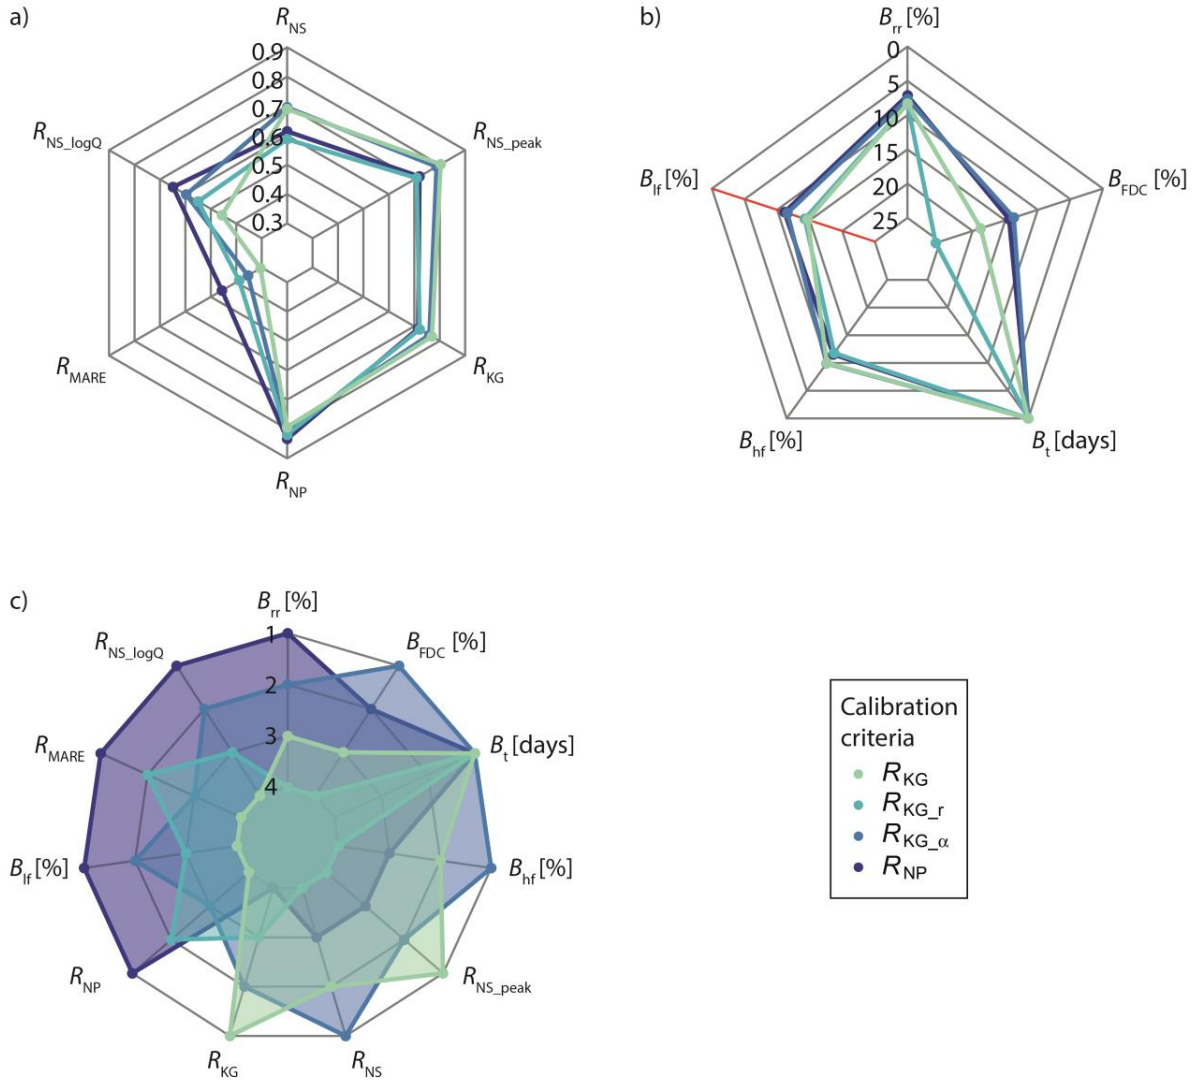 a)
R_NS
0.9
0.8
0.7
0.6
0.5
0.4
0.3
R_NS_logQ
R_NS_peak
R_MARE
R_KG
R_NP
b)
B_rr [%]
0
5
10
15
20
25
B_lf [%]
B_FDC [%]
B_hf [%]
B_t [days]
c)
B_rr [%]
1
2
3
4
R_NS_logQ
B_FDC [%]
R_MARE
B_t [days]
B_lf [%]
B_hf [%]
R_NP
R_NS_peak
R_KG
R_NS
Calibration
criteria
R_KG
R_KG_r
R_KG_α
R_NP